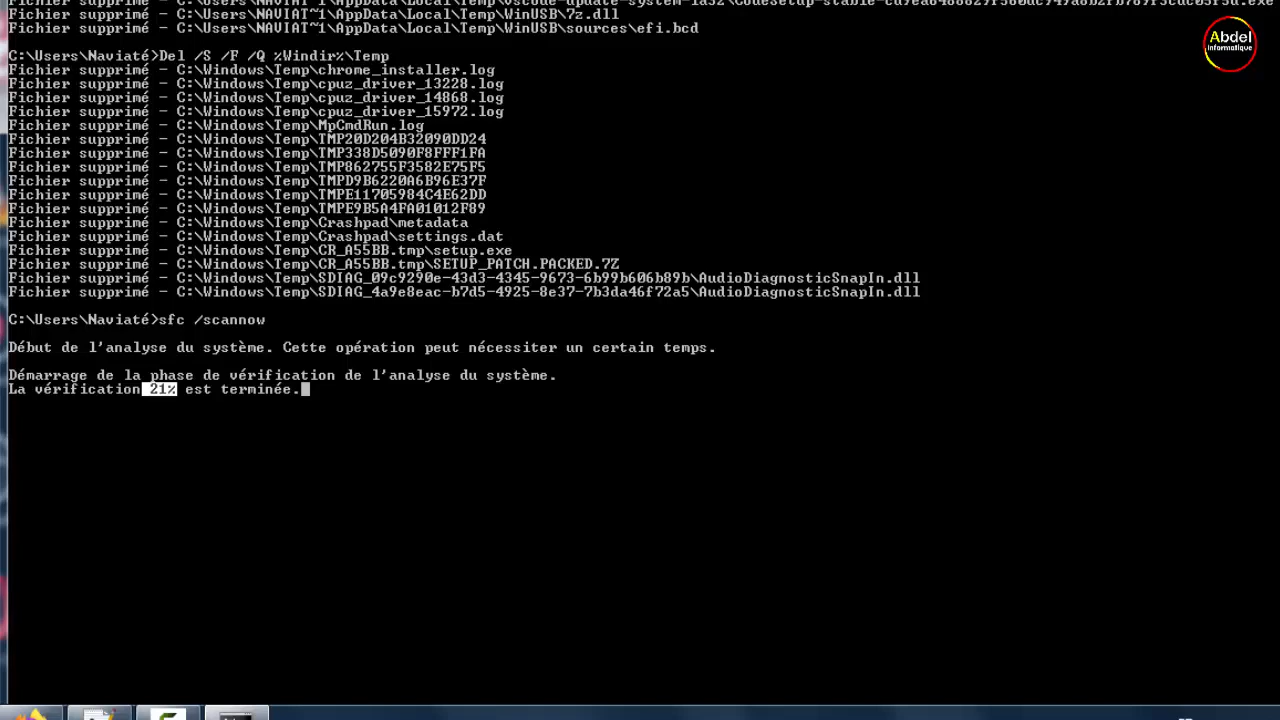 Fichier supprimé - C:\Users\NAVIAT~1\AppData\Local\Temp\WinUSB\7z.dll
Fichier supprimé - C:\Users\NAVIAT~1\AppData\Local\Temp\WinUSB\sources\efi.bcd
C:\Users\Naviaté>Del /S /F /Q %Windir%\Temp
Fichier supprimé - C:\Windows\Temp\chrome_installer.log
Fichier supprimé - C:\Windows\Temp\cpuz_driver_13228.log
Fichier supprimé - C:\Windows\Temp\cpuz_driver_14868.log
Fichier supprimé - C:\Windows\Temp\cpuz_driver_15972.log
Fichier supprimé - C:\Windows\Temp\MpCmdRun.log
Fichier supprimé - C:\Windows\Temp\TMP20D204B32090DD24
Fichier supprimé - C:\Windows\Temp\TMP338D5090F8FFF1FA
Fichier supprimé - C:\Windows\Temp\TMP862755F3582E75F5
Fichier supprimé - C:\Windows\Temp\TMPD9B6220A6B96E37F
Fichier supprimé - C:\Windows\Temp\TMPE11705984C4E62DD
Fichier supprimé - C:\Windows\Temp\TMPE9B5A4FA01012F89
Fichier supprimé - C:\Windows\Temp\Crashpad\metadata
Fichier supprimé - C:\Windows\Temp\Crashpad\settings.dat
Fichier supprimé - C:\Windows\Temp\CR_A55BB.tmp\setup.exe
Fichier supprimé - C:\Windows\Temp\CR_A55BB.tmp\SETUP_PATCH.PACKED.7Z
Fichier supprimé - C:\Windows\Temp\SDIAG_09c9290e-43d3-4345-9673-6b99b606b89b\AudioDiagnosticSnapIn.dll
Fichier supprimé - C:\Windows\Temp\SDIAG_4a9e8eac-b7d5-4925-8e37-7b3da46f72a5\AudioDiagnosticSnapIn.dll
C:\Users\Naviaté>sfc /scannow
Début de l'analyse du système. Cette opération peut nécessiter un certain temps.
Démarrage de la phase de vérification de l'analyse du système.
La vérification 21% est terminée.
Abdel
Informatique